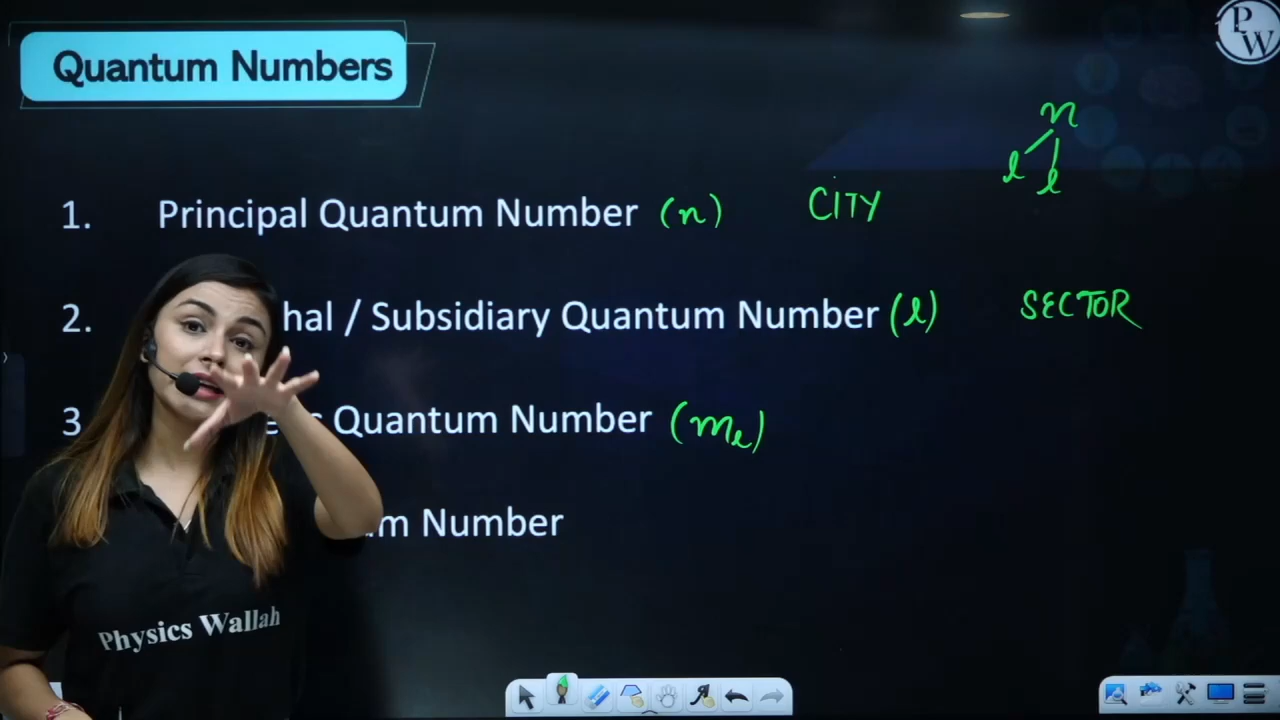 Quantum Numbers
PW
n
l l
1. Principal Quantum Number (n) CITY
2. hal / Subsidiary Quantum Number (l) SECTOR
3 Quantum Number (mₗ)
m Number
Physics Wallah